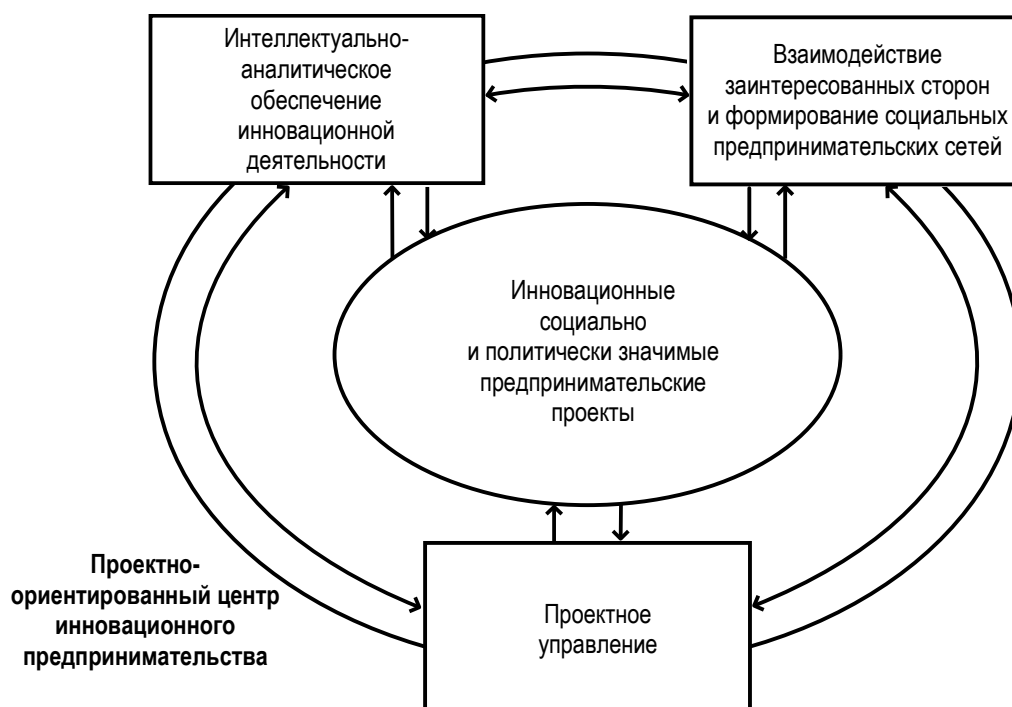 Интеллектуально-
аналитическое
обеспечение
инновационной
деятельности
Взаимодействие
заинтересованных сторон
и формирование социальных
предпринимательских сетей
Инновационные
социально
и политически значимые
предпринимательские
проекты
Проектно-
ориентированный центр
инновационного
предпринимательства
Проектное
управление